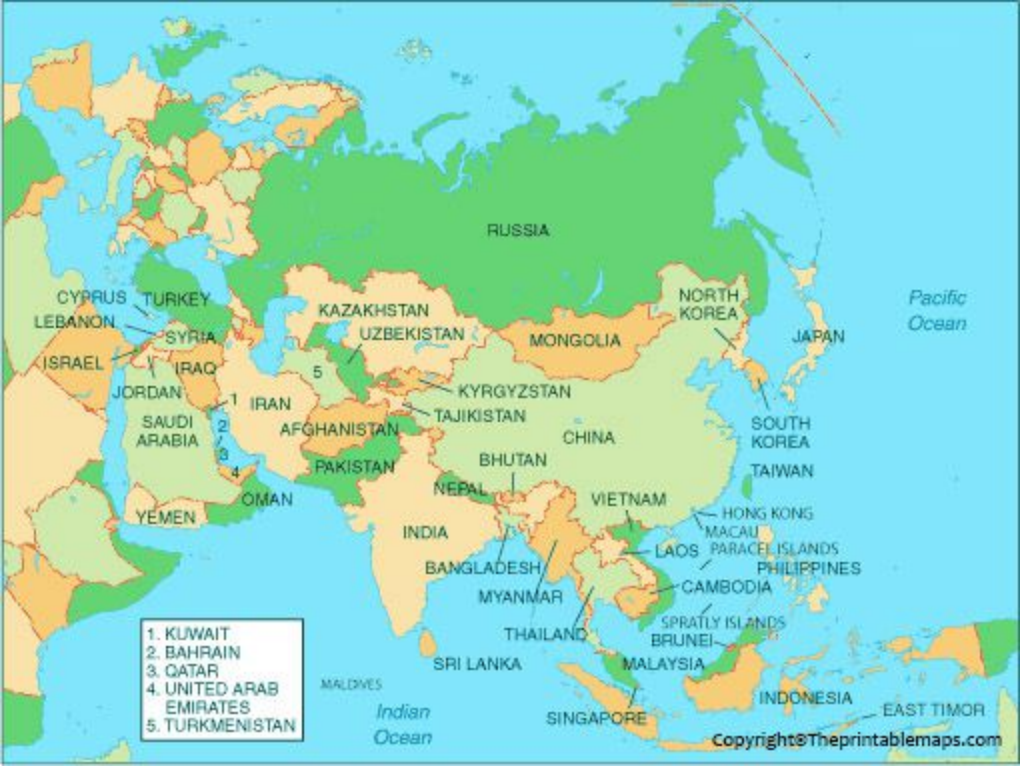 RUSSIA
CYPRUS
TURKEY
LEBANON
SYRIA
ISRAEL
IRAQ
JORDAN
KAZAKHSTAN
UZBEKISTAN
MONGOLIA
NORTH
KOREA
JAPAN
Pacific
Ocean
5
KYRGYZSTAN
TAJIKISTAN
1
IRAN
2
3
4
SAUDI
ARABIA
AFGHANISTAN
CHINA
SOUTH
KOREA
PAKISTAN
BHUTAN
TAIWAN
NEPAL
OMAN
YEMEN
VIETNAM
HONG KONG
MACAU
INDIA
LAOS
PARACEL ISLANDS
PHILIPPINES
BANGLADESH
CAMBODIA
MYANMAR
THAILAND
SPRATLY ISLANDS
BRUNEI
SRI LANKA
MALAYSIA
MALDIVES
INDONESIA
SINGAPORE
EAST TIMOR
Indian
Ocean
1. KUWAIT
2. BAHRAIN
3. QATAR
4. UNITED ARAB
EMIRATES
5. TURKMENISTAN
Copyright©Theprintablemaps.com